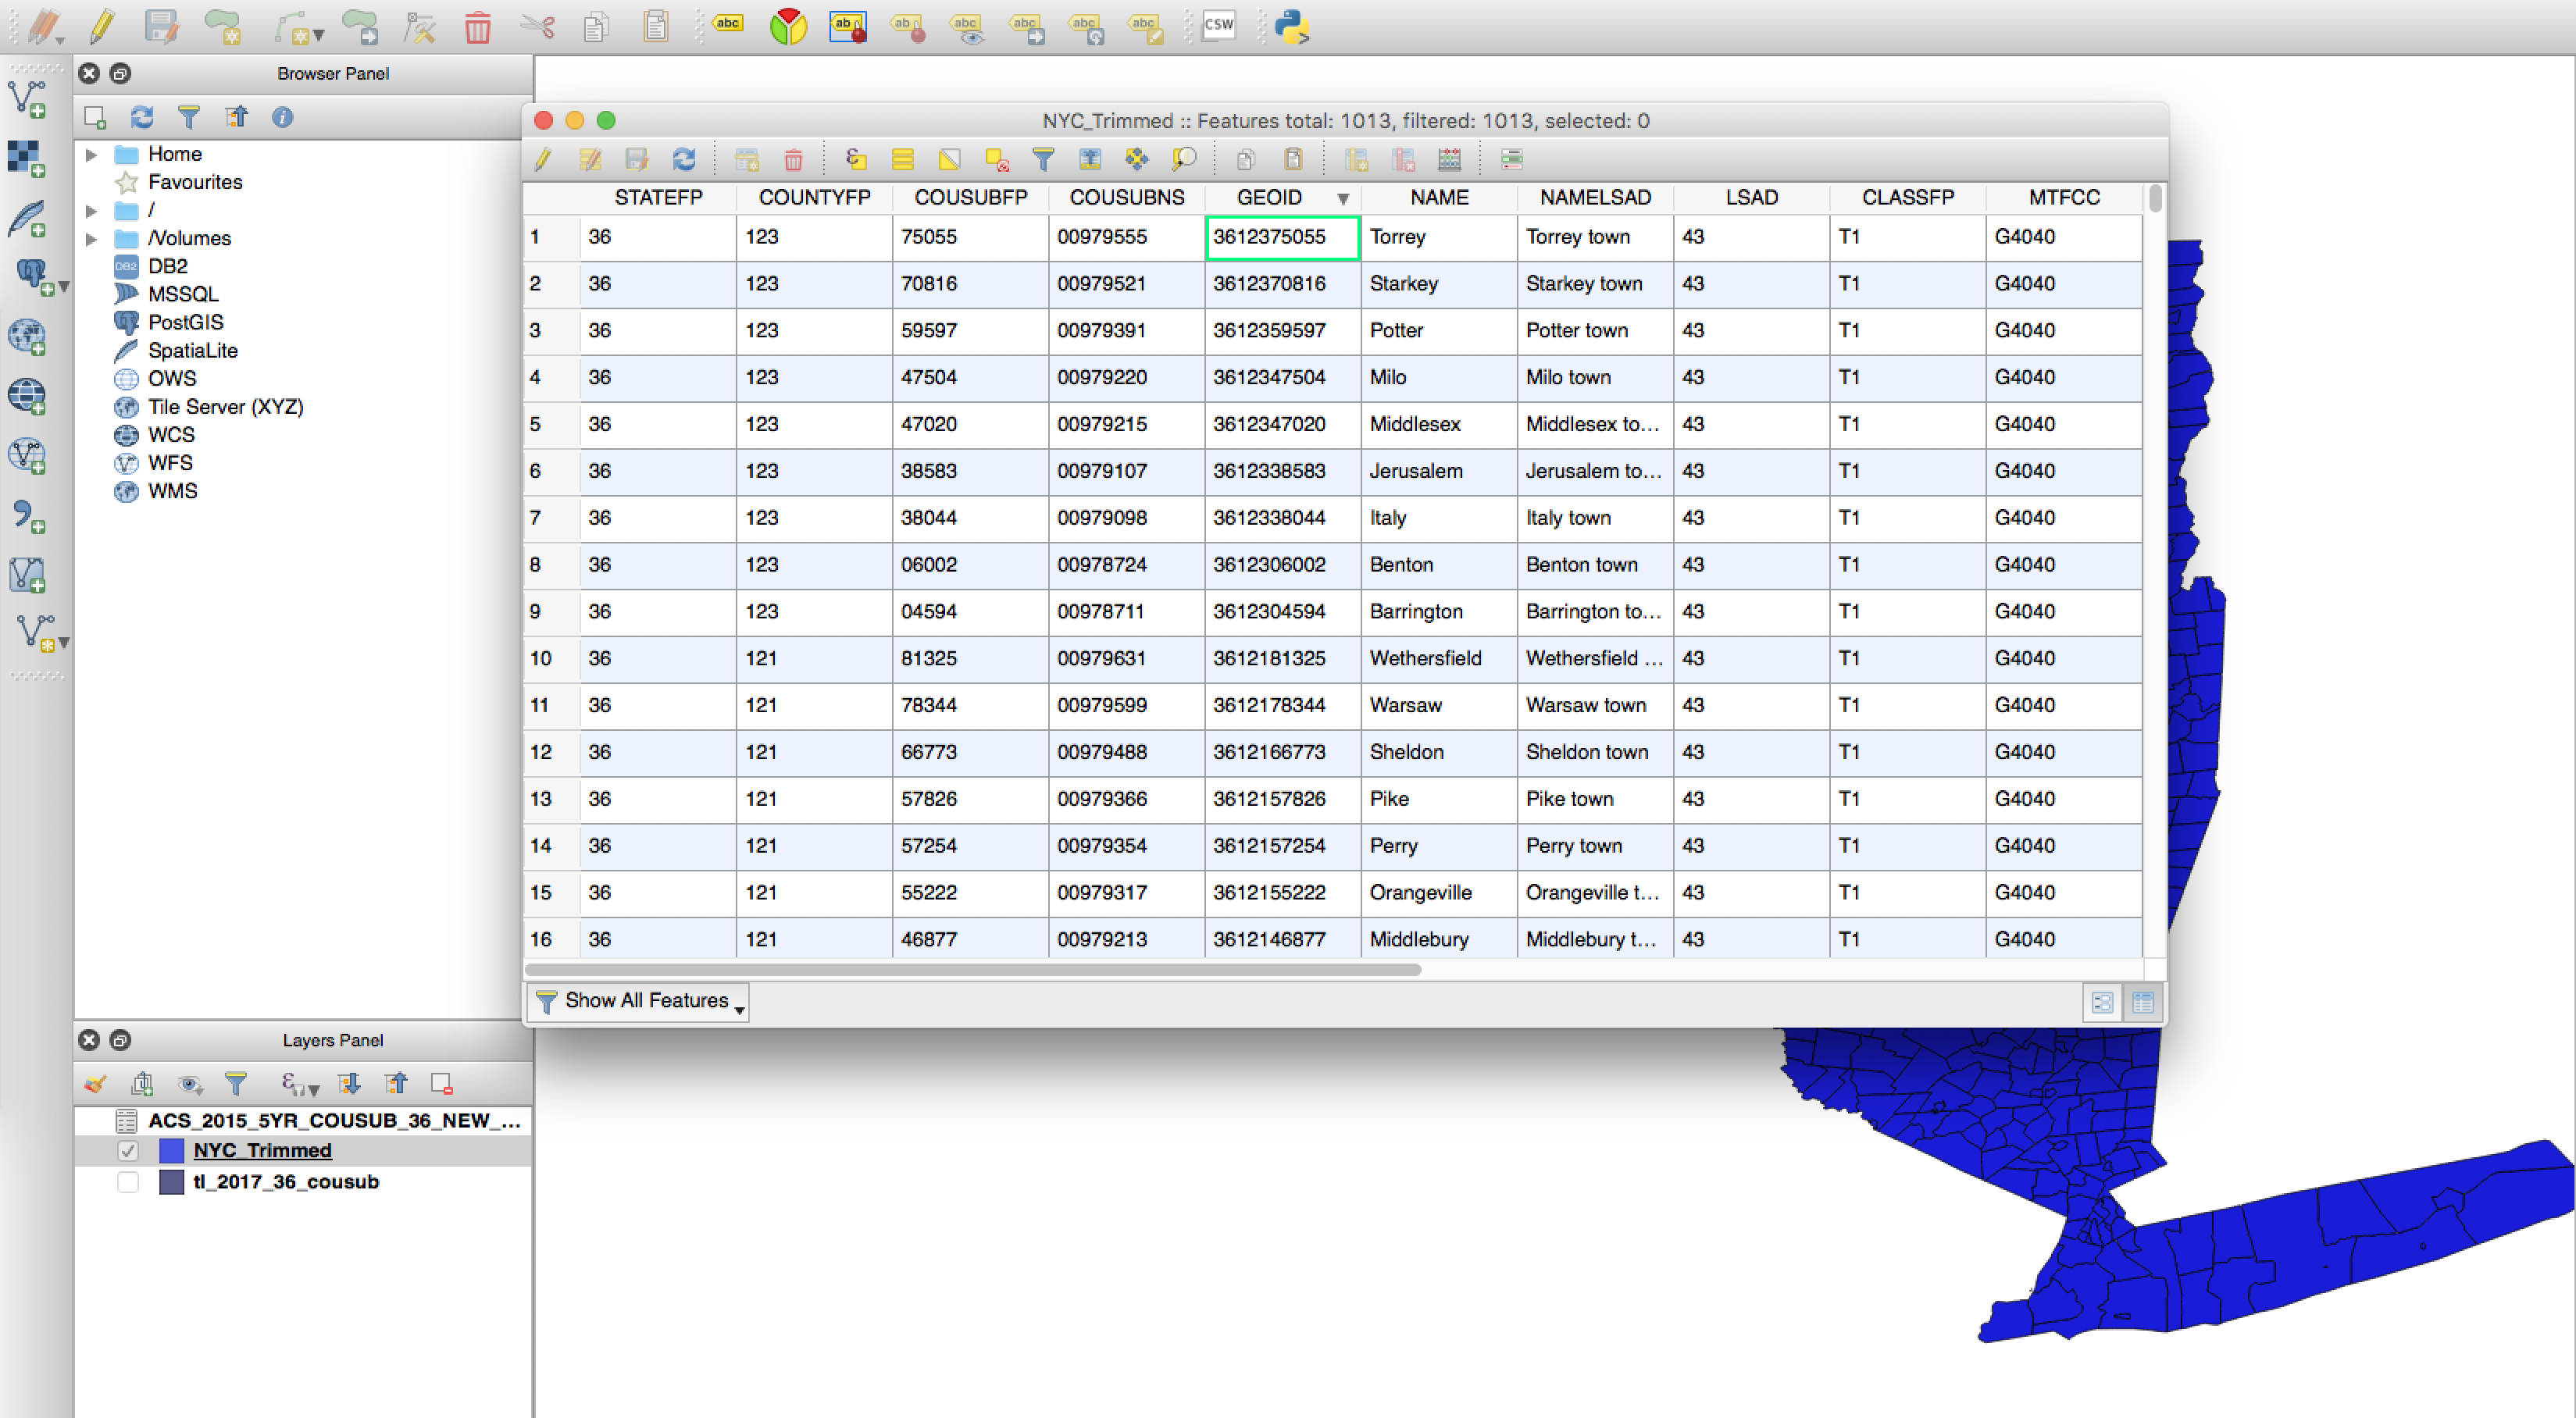 abc ab ab abc abc abc abc CSW
Browser Panel
Home
Favourites
/
/Volumes
DB2 DB2
MSSQL
PostGIS
SpatiaLite
OWS
Tile Server (XYZ)
WCS
WFS
WMS
NYC_Trimmed :: Features total: 1013, filtered: 1013, selected: 0
STATEFP COUNTYFP COUSUBFP COUSUBNS GEOID NAME NAMELSAD LSAD CLASSFP MTFCC
1 36 123 75055 00979555 3612375055 Torrey Torrey town 43 T1 G4040
2 36 123 70816 00979521 3612370816 Starkey Starkey town 43 T1 G4040
3 36 123 59597 00979391 3612359597 Potter Potter town 43 T1 G4040
4 36 123 47504 00979220 3612347504 Milo Milo town 43 T1 G4040
5 36 123 47020 00979215 3612347020 Middlesex Middlesex to... 43 T1 G4040
6 36 123 38583 00979107 3612338583 Jerusalem Jerusalem to... 43 T1 G4040
7 36 123 38044 00979098 3612338044 Italy Italy town 43 T1 G4040
8 36 123 06002 00978724 3612306002 Benton Benton town 43 T1 G4040
9 36 123 04594 00978711 3612304594 Barrington Barrington to... 43 T1 G4040
10 36 121 81325 00979631 3612181325 Wethersfield Wethersfield ... 43 T1 G4040
11 36 121 78344 00979599 3612178344 Warsaw Warsaw town 43 T1 G4040
12 36 121 66773 00979488 3612166773 Sheldon Sheldon town 43 T1 G4040
13 36 121 57826 00979366 3612157826 Pike Pike town 43 T1 G4040
14 36 121 57254 00979354 3612157254 Perry Perry town 43 T1 G4040
15 36 121 55222 00979317 3612155222 Orangeville Orangeville t... 43 T1 G4040
16 36 121 46877 00979213 3612146877 Middlebury Middlebury t... 43 T1 G4040
Show All Features
Layers Panel
ACS_2015_5YR_COUSUB_36_NEW_...
NYC_Trimmed
tl_2017_36_cousub